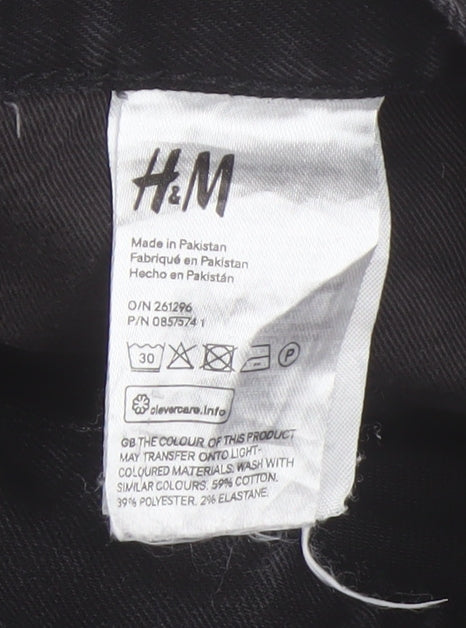 H&M
Made in Pakistan
Fabriqué en Pakistan
Hecho en Pakistán
O/N 261296
P/N 0857574 1
30 P
clevercare.info
GB THE COLOUR OF THIS PRODUCT
MAY TRANSFER ONTO LIGHT-
COLOURED MATERIALS. WASH WITH
SIMILAR COLOURS. 59% COTTON.
39% POLYESTER. 2% ELASTANE.